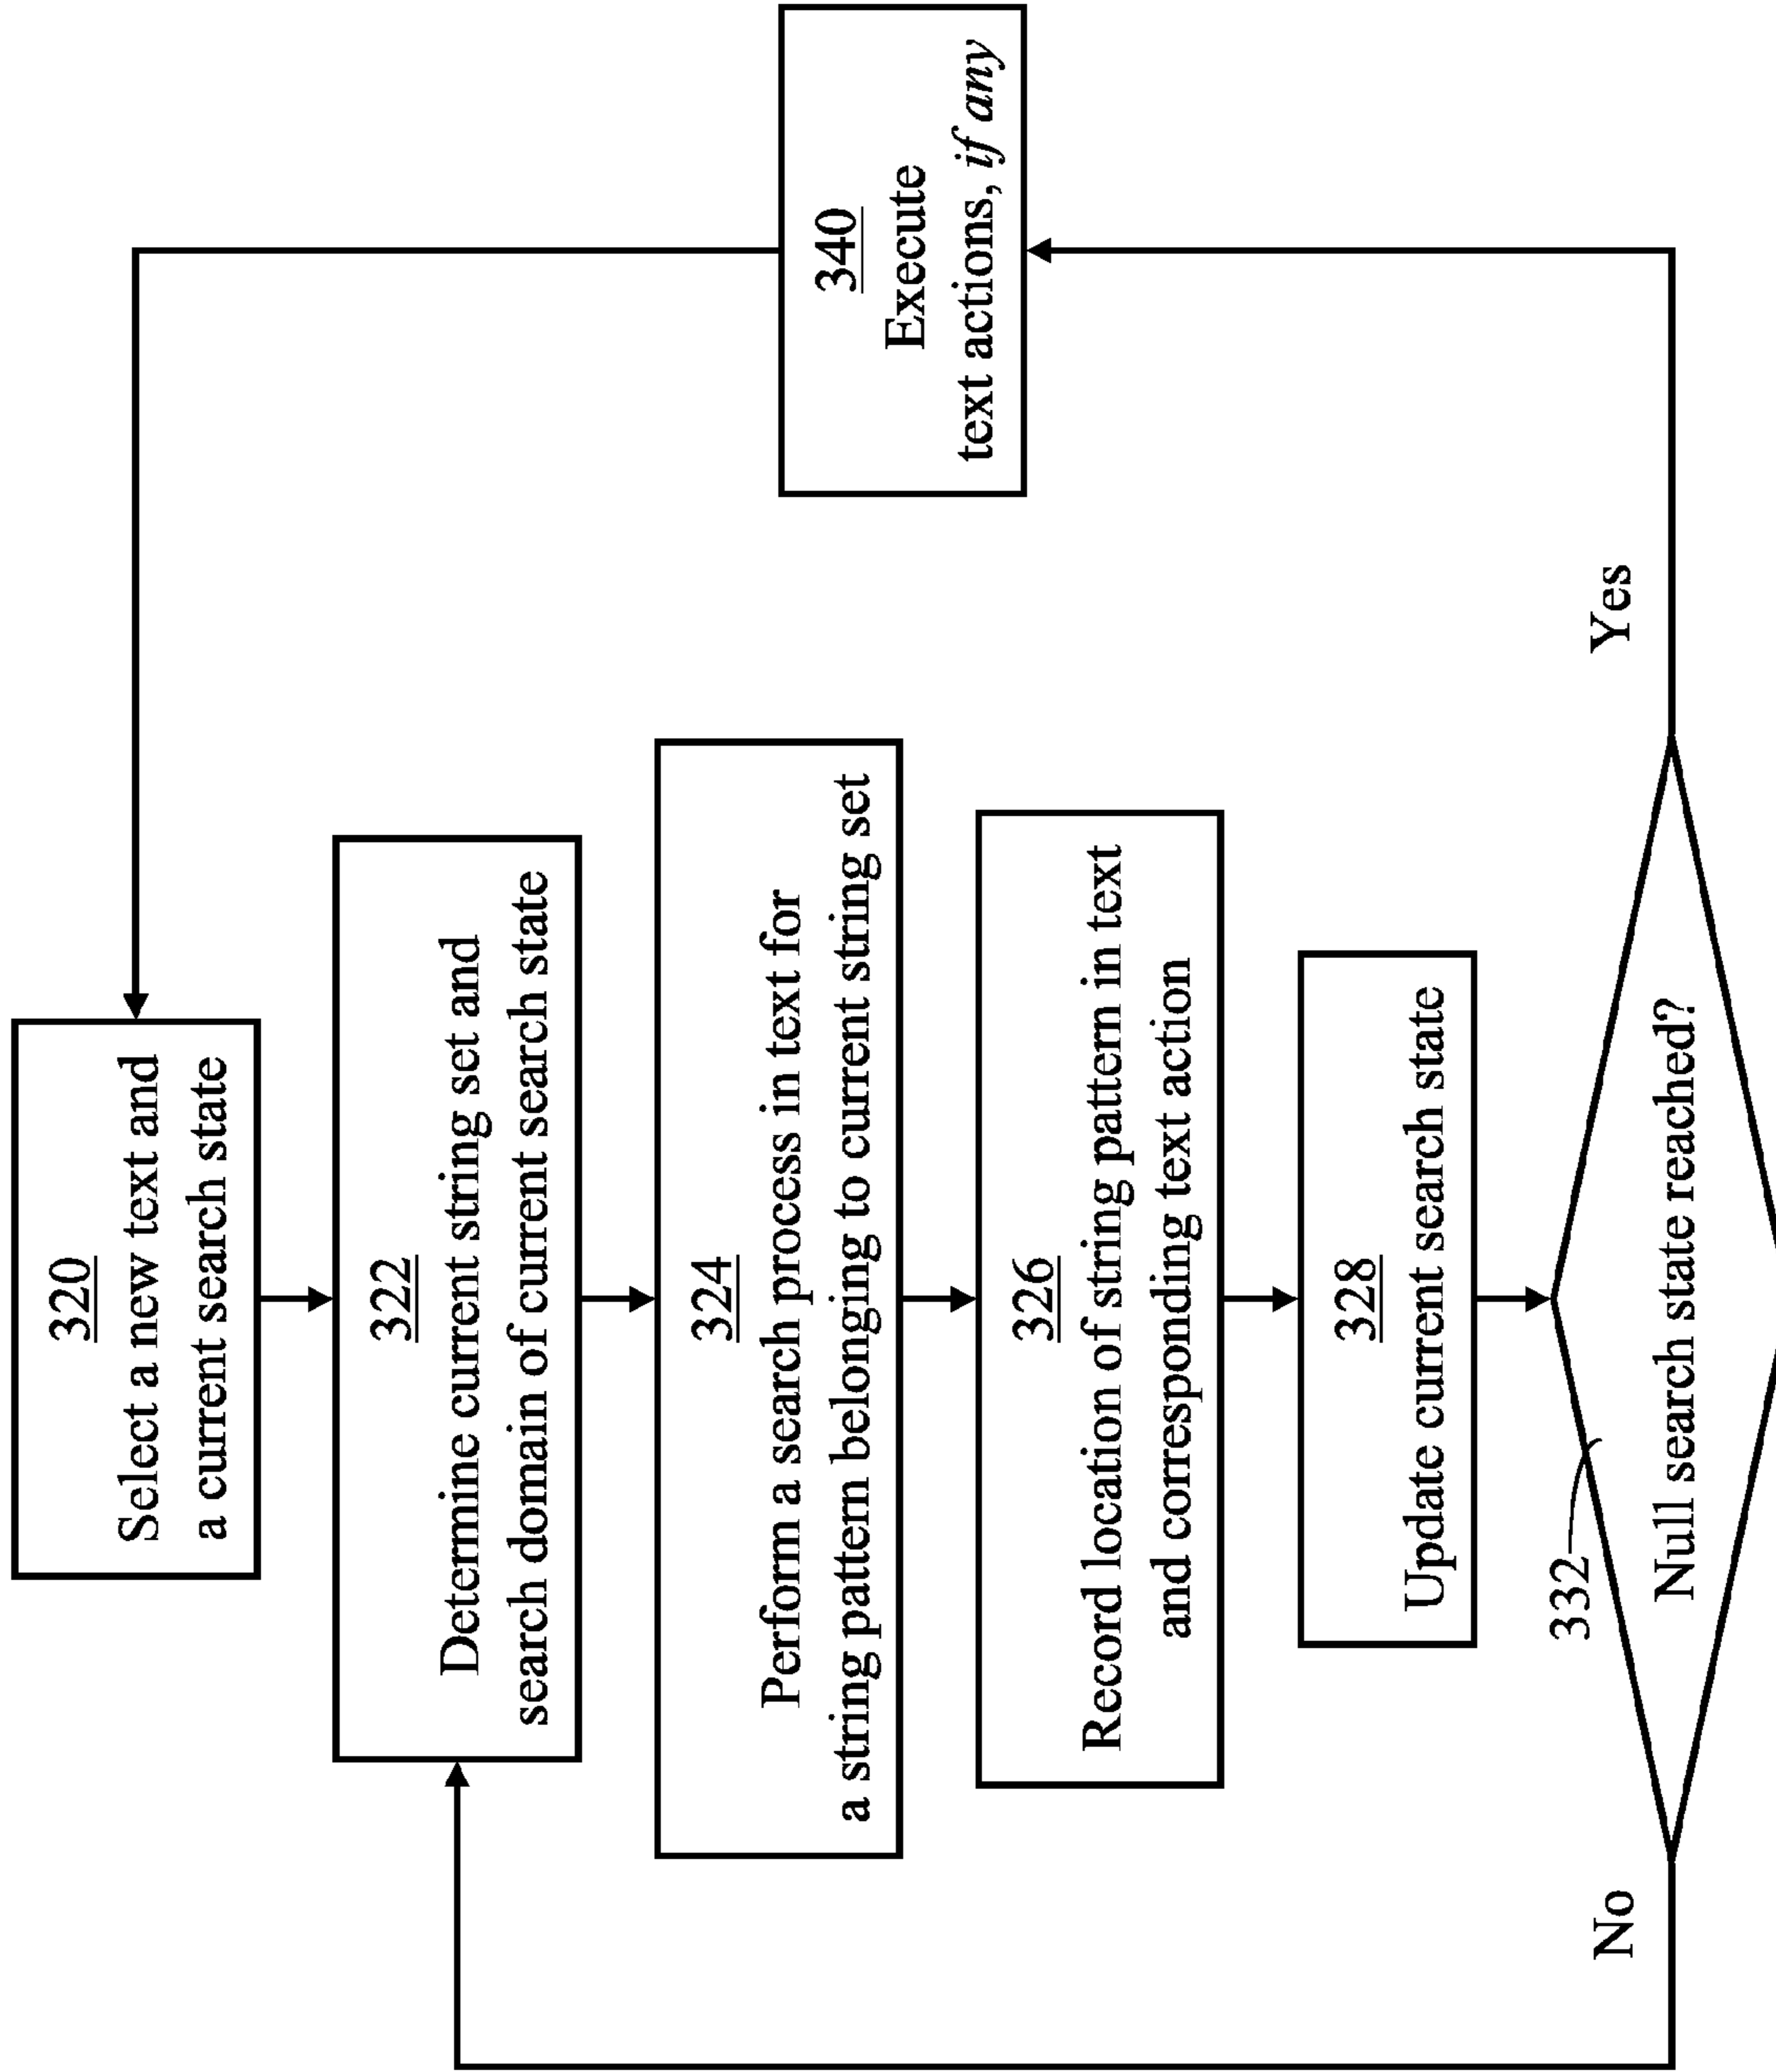 320
Select a new text and
a current search state
322
Determine current string set and
search domain of current search state
324
Perform a search process in text for
a string pattern belonging to current string set
326
Record location of string pattern in text
and corresponding text action
328
Update current search state
332
Null search state reached?
No
Yes
340
Execute
text actions, if any